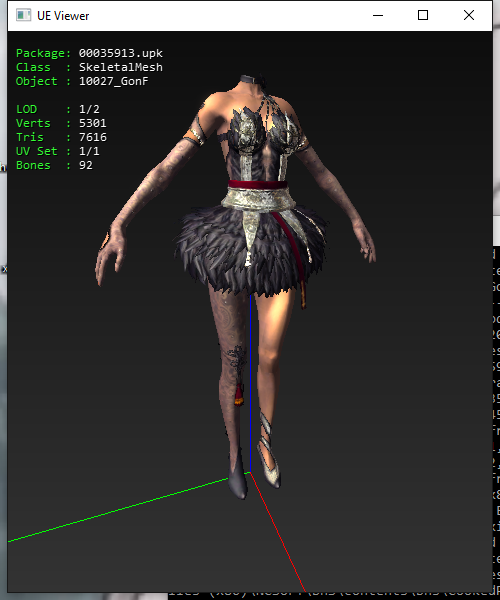 UE Viewer
Package: 00035913.upk
Class : SkeletalMesh
Object : 10027_GonF
LOD : 1/2
Verts : 5301
Tris : 7616
UV Set : 1/1
Bones : 92